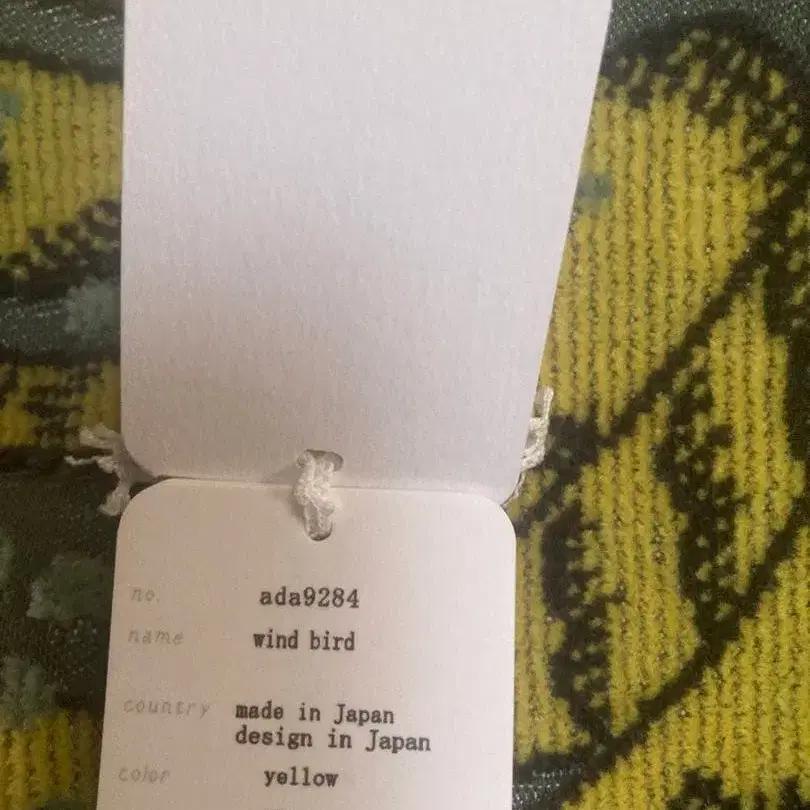 no. ada9284
name wind bird
country made in Japan
design in Japan
color yellow